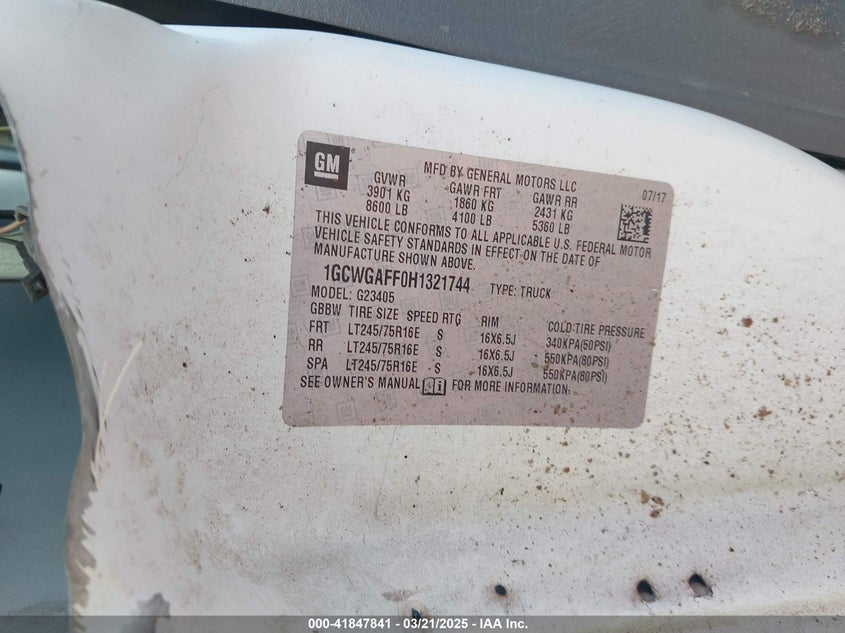 GM
MFD BY GENERAL MOTORS LLC
07/17
GVWR GAWR FRT GAWR RR
3901 KG 1860 KG 2431 KG
8600 LB 4100 LB 5360 LB
THIS VEHICLE CONFORMS TO ALL APPLICABLE U.S. FEDERAL MOTOR
VEHICLE SAFETY STANDARDS IN EFFECT ON THE DATE OF
MANUFACTURE SHOWN ABOVE.
1GCWGAFF0H1321744 TYPE: TRUCK
MODEL: G23405
GBBW TIRE SIZE SPEED RTG RIM COLD TIRE PRESSURE
FRT LT245/75R16E S 16X6.5J 340KPA(50PSI)
RR LT245/75R16E S 16X6.5J 550KPA(80PSI)
SPA LT245/75R16E S 16X6.5J 550KPA(80PSI)
SEE OWNER'S MANUAL FOR MORE INFORMATION.
000-41847841 - 03/21/2025 - IAA Inc.